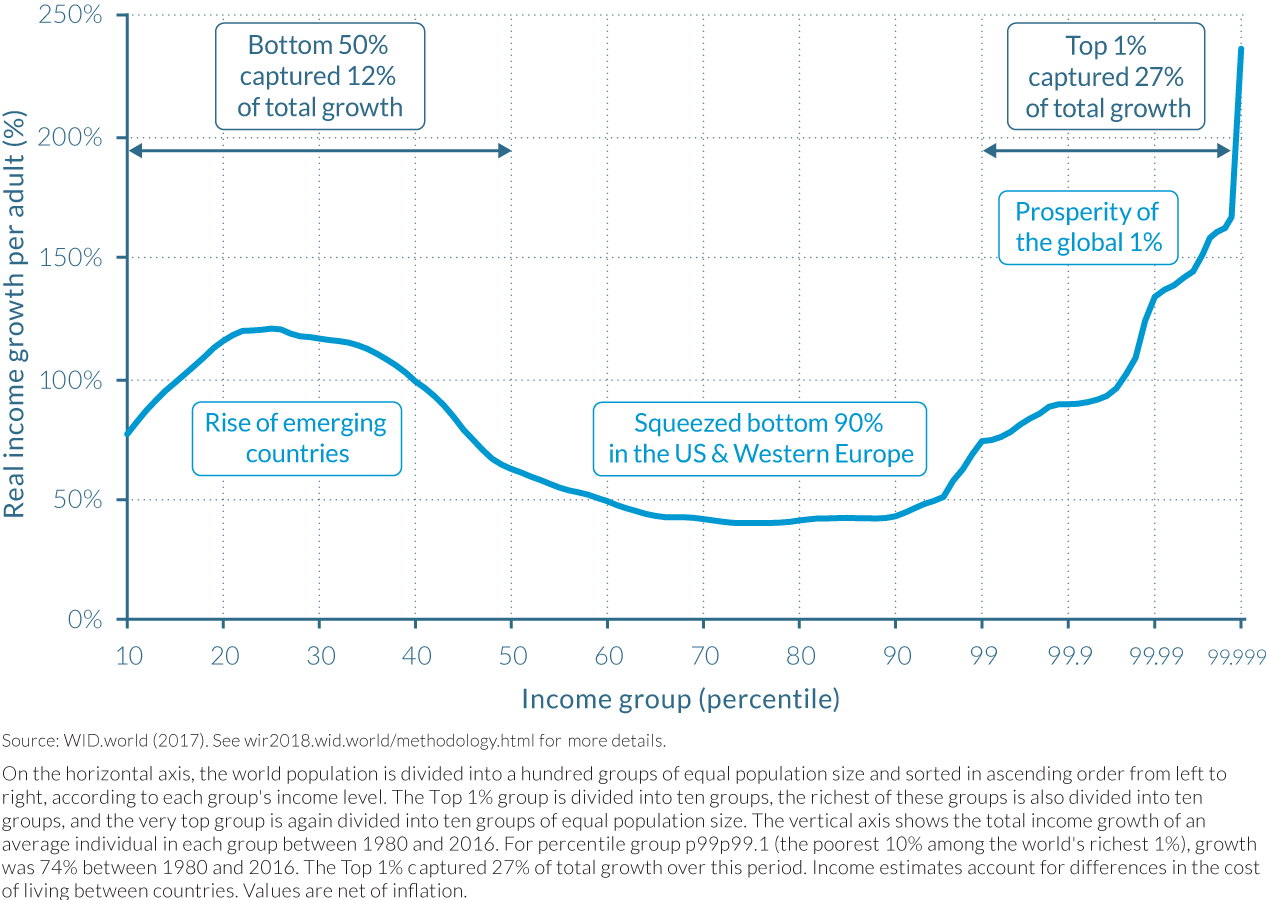 250%
Bottom 50%
captured 12%
of total growth
Top 1%
captured 27%
of total growth
200%
Prosperity of
the global 1%
150%
100%
Rise of emerging
countries
Squeezed bottom 90%
in the US & Western Europe
50%
0%
Real income growth per adult (%)
10 20 30 40 50 60 70 80 90 99 99.9 99.99 99.999
Income group (percentile)
Source: WID.world (2017). See wir2018.wid.world/methodology.html for more details.
On the horizontal axis, the world population is divided into a hundred groups of equal population size and sorted in ascending order from left to
right, according to each group's income level. The Top 1% group is divided into ten groups, the richest of these groups is also divided into ten
groups, and the very top group is again divided into ten groups of equal population size. The vertical axis shows the total income growth of an
average individual in each group between 1980 and 2016. For percentile group p99p99.1 (the poorest 10% among the world's richest 1%), growth
was 74% between 1980 and 2016. The Top 1% captured 27% of total growth over this period. Income estimates account for differences in the cost
of living between countries. Values are net of inflation.